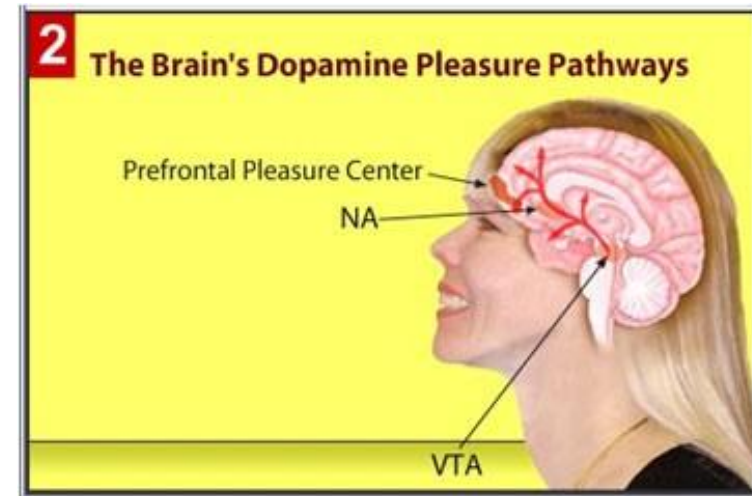 2
The Brain's Dopamine Pleasure Pathways
Prefrontal Pleasure Center
NA
VTA